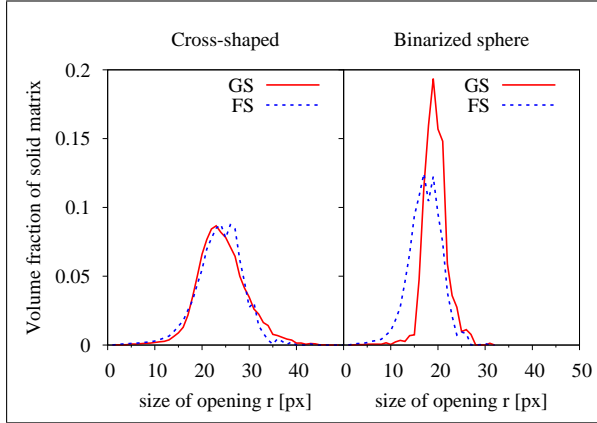 Cross-shaped Binarized sphere
Volume fraction of solid matrix
0.2
0.15
0.1
0.05
0
GS
FS
GS
FS
0 10 20 30 40 0 10 20 30 40 50
size of opening r [px] size of opening r [px]